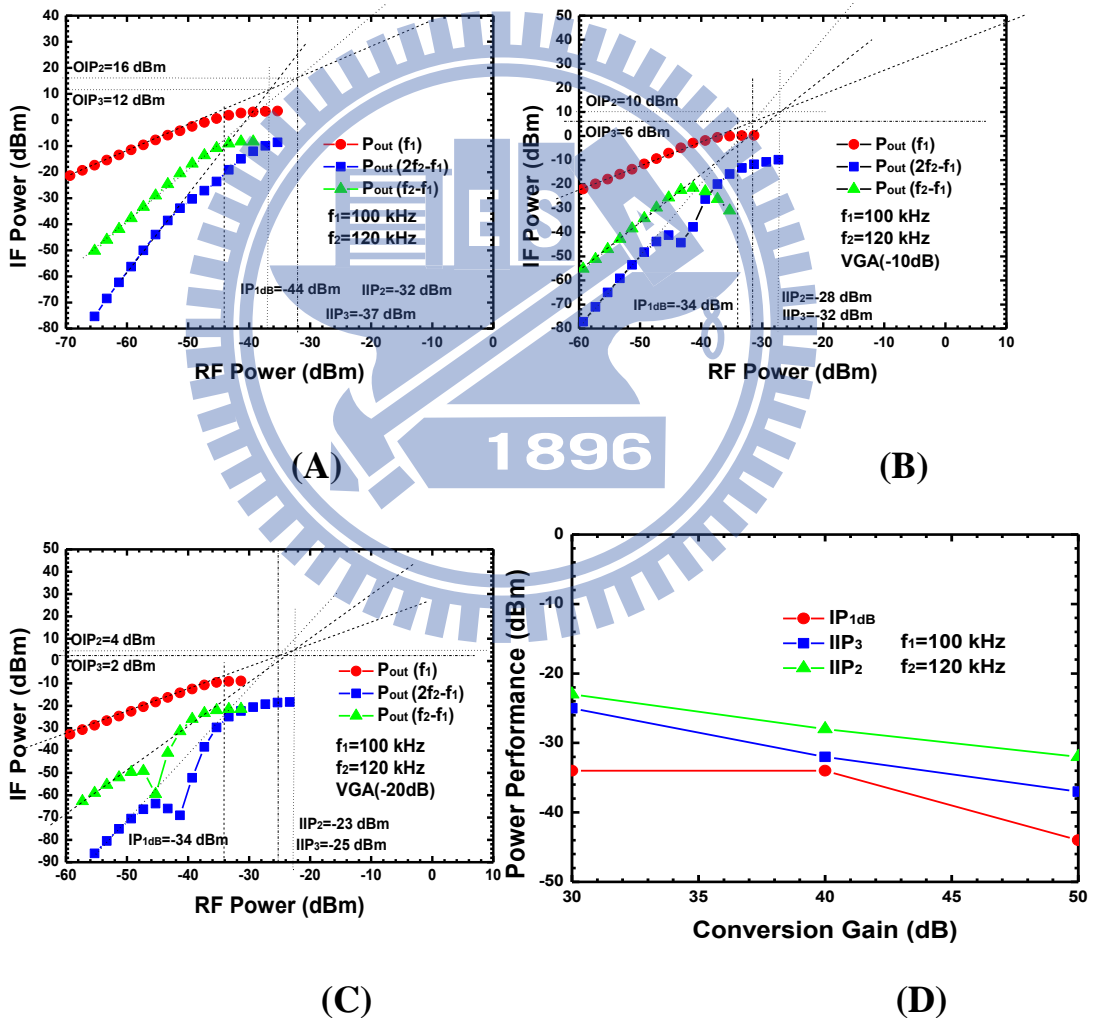 40
30
20
10
0
-10
-20
-30
-40
-50
-60
-70
-80
IF Power (dBm)
OIP2=16 dBm
OIP3=12 dBm
Pout (f1)
Pout (2f2-f1)
Pout (f2-f1)
f1=100 kHz
f2=120 kHz
IP1dB=-44 dBm
IIP2=-32 dBm
IIP3=-37 dBm
-70 -60 -50 -40 -30 -20 -10 0
RF Power (dBm)
(A)
50
40
30
20
10
0
-10
-20
-30
-40
-50
-60
-70
-80
IF Power (dBm)
OIP2=10 dBm
OIP3=6 dBm
Pout (f1)
Pout (2f2-f1)
Pout (f2-f1)
f1=100 kHz
f2=120 kHz
VGA(-10dB)
IP1dB=-34 dBm
IIP2=-28 dBm
IIP3=-32 dBm
-60 -50 -40 -30 -20 -10 0 10
RF Power (dBm)
(B)
ESA
1896
50
40
30
20
10
0
-10
-20
-30
-40
-50
-60
-70
-80
-90
IF Power (dBm)
OIP2=4 dBm
OIP3=2 dBm
Pout (f1)
Pout (2f2-f1)
Pout (f2-f1)
f1=100 kHz
f2=120 kHz
VGA(-20dB)
IP1dB=-34 dBm
IIP2=-23 dBm
IIP3=-25 dBm
-60 -50 -40 -30 -20 -10 0 10
RF Power (dBm)
(C)
0
-10
-20
-30
-40
-50
Power Performance (dBm)
IP1dB
IIP3 f1=100 kHz
IIP2 f2=120 kHz
30 35 40 45 50
Conversion Gain (dB)
(D)